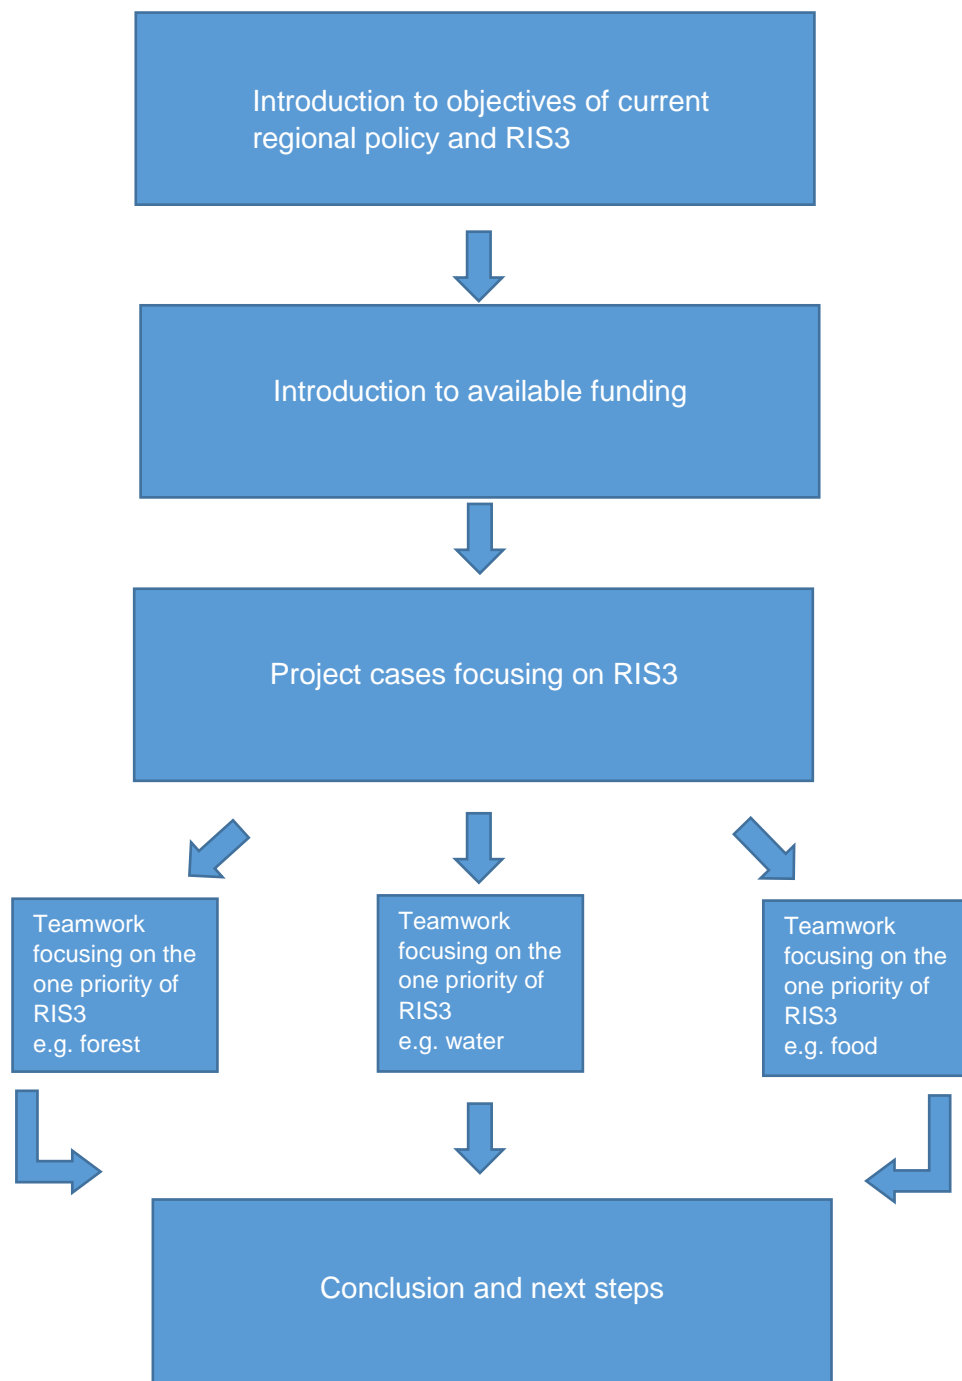 Introduction to objectives of current
regional policy and RIS3
Introduction to available funding
Project cases focusing on RIS3
Teamwork
focusing on the
one priority of
RIS3
e.g. forest
Teamwork
focusing on the
one priority of
RIS3
e.g. water
Teamwork
focusing on the
one priority of
RIS3
e.g. food
Conclusion and next steps